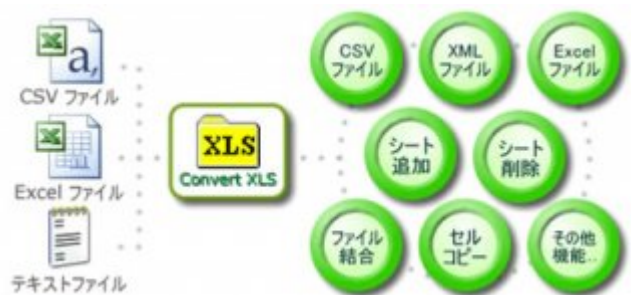 a,
CSV ファイル
Excel ファイル
テキストファイル
XLS
Convert XLS
CSV
ファイル
XML
ファイル
Excel
ファイル
シート
追加
シート
削除
ファイル
結合
セル
コピー
その他
機能..